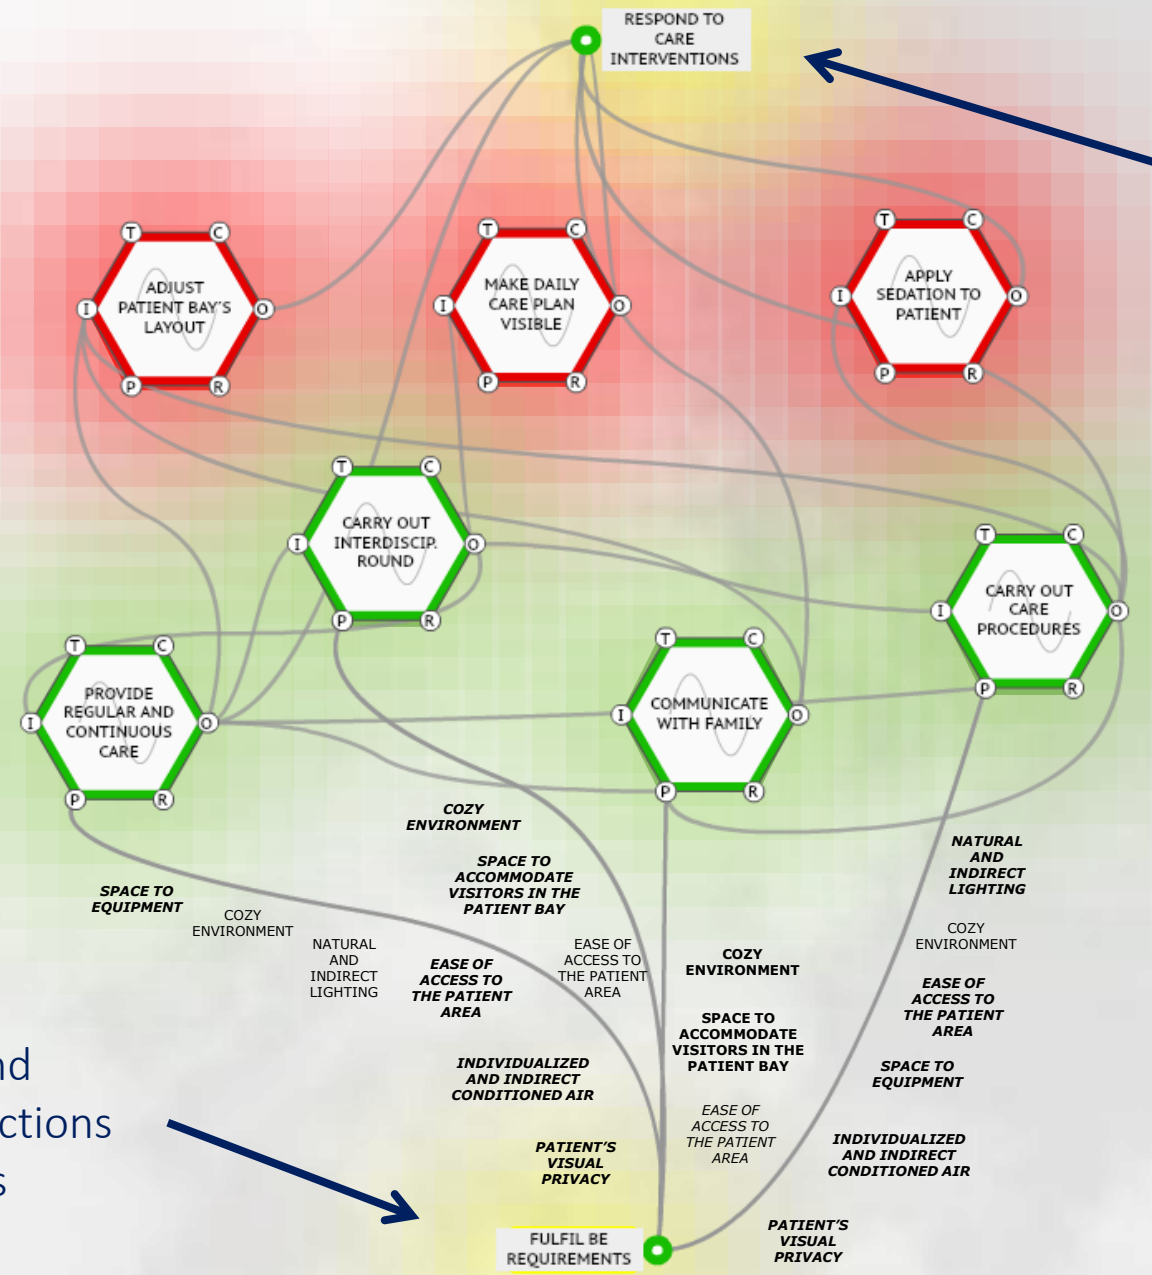 RESPOND TO
CARE
INTERVENTIONS
T
C
I
ADJUST
PATIENT BAY'S
LAYOUT
O
P
R
T
C
I
MAKE DAILY
CARE PLAN
VISIBLE
O
P
R
T
C
I
APPLY
SEDATION TO
PATIENT
O
P
R
T
C
I
CARRY OUT
INTERDISCIP.
ROUND
O
P
R
T
C
I
CARRY OUT
CARE
PROCEDURES
O
P
R
T
C
I
PROVIDE
REGULAR AND
CONTINUOUS
CARE
O
P
R
T
C
I
COMMUNICATE
WITH FAMILY
O
P
R
SPACE TO
EQUIPMENT
COZY
ENVIRONMENT
NATURAL
AND
INDIRECT
LIGHTING
COZY
ENVIRONMENT
SPACE TO
ACCOMMODATE
VISITORS IN THE
PATIENT BAY
EASE OF
ACCESS TO
THE PATIENT
AREA
INDIVIDUALIZED
AND INDIRECT
CONDITIONED AIR
PATIENT'S
VISUAL
PRIVACY
EASE OF
ACCESS TO
THE PATIENT
AREA
COZY
ENVIRONMENT
SPACE TO
ACCOMMODATE
VISITORS IN THE
PATIENT BAY
EASE OF
ACCESS TO
THE PATIENT
AREA
NATURAL
AND
INDIRECT
LIGHTING
COZY
ENVIRONMENT
EASE OF
ACCESS TO
THE PATIENT
AREA
SPACE TO
EQUIPMENT
INDIVIDUALIZED
AND INDIRECT
CONDITIONED AIR
PATIENT'S
VISUAL
PRIVACY
nd
ctions
s
FULFIL BE
REQUIREMENTS